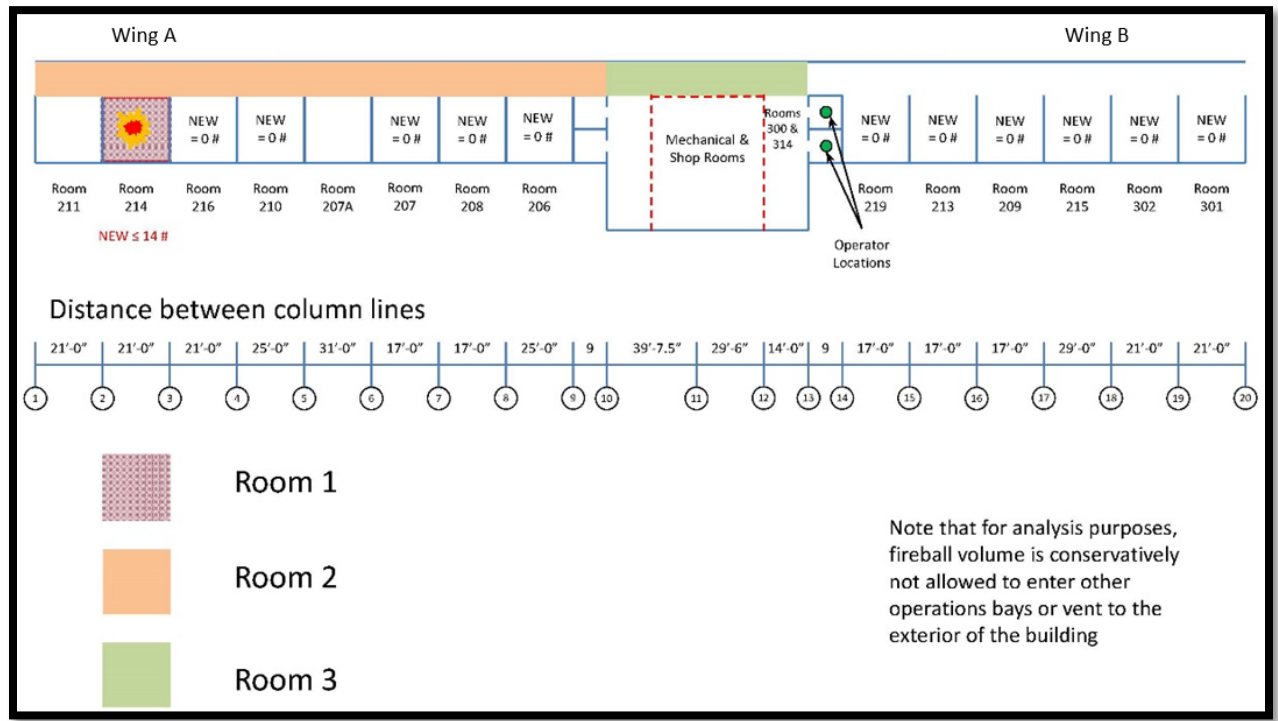 Wing A
Wing B
NEW
= 0 #
NEW
= 0 #
NEW
= 0 #
NEW
= 0 #
NEW
= 0 #
Mechanical &
Shop Rooms
Rooms
300 &
314
NEW
= 0 #
NEW
= 0 #
NEW
= 0 #
NEW
= 0 #
NEW
= 0 #
NEW
= 0 #
Room
211
Room
214
Room
216
Room
210
Room
207A
Room
207
Room
208
Room
206
Room
219
Room
213
Room
209
Room
215
Room
302
Room
301
NEW ≤ 14 #
Operator
Locations
Distance between column lines
21'-0" 21'-0" 21'-0" 25'-0" 31'-0" 17'-0" 17'-0" 25'-0" 9 39'-7.5" 29'-6" 14'-0" 9 17'-0" 17'-0" 17'-0" 29'-0" 21'-0" 21'-0"
1 2 3 4 5 6 7 8 9 10 11 12 13 14 15 16 17 18 19 20
Room 1
Room 2
Room 3
Note that for analysis purposes,
fireball volume is conservatively
not allowed to enter other
operations bays or vent to the
exterior of the building